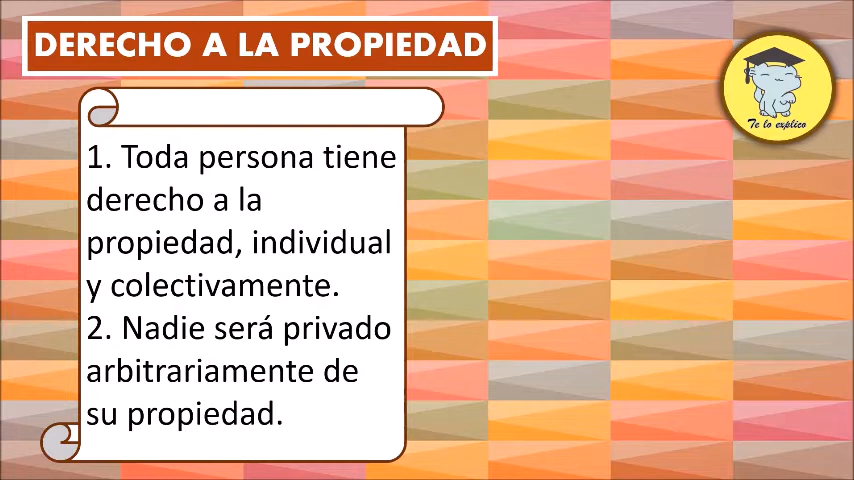 DERECHO A LA PROPIEDAD
Te lo explico
1. Toda persona tiene
derecho a la
propiedad, individual
y colectivamente.
2. Nadie será privado
arbitrariamente de
su propiedad.